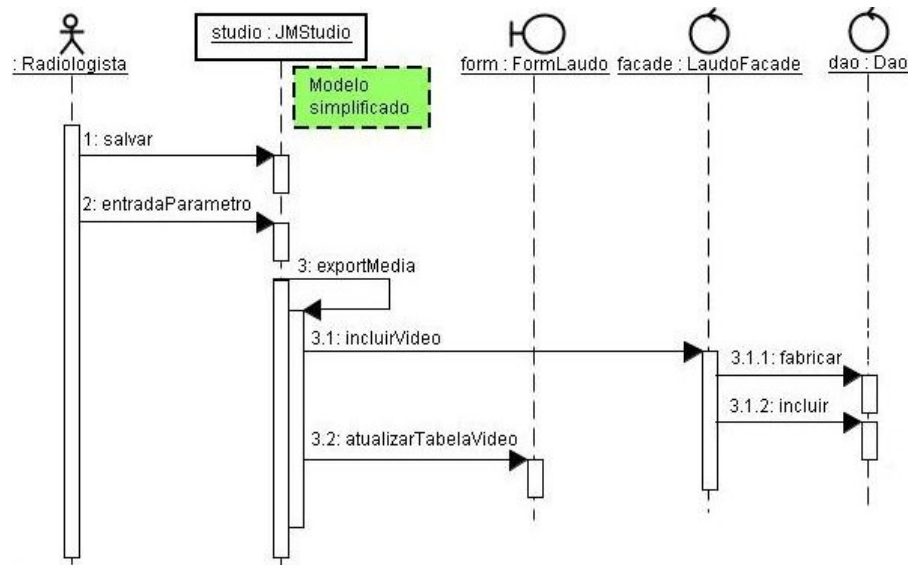 : Radiologista
studio : JMStudio
form : FormLaudo
facade : LaudoFacade
dao : Dao
Modelo
simplificado
1: salvar
2: entradaParametro
3: exportMedia
3.1: incluirVideo
3.1.1: fabricar
3.1.2: incluir
3.2: atualizarTabelaVideo